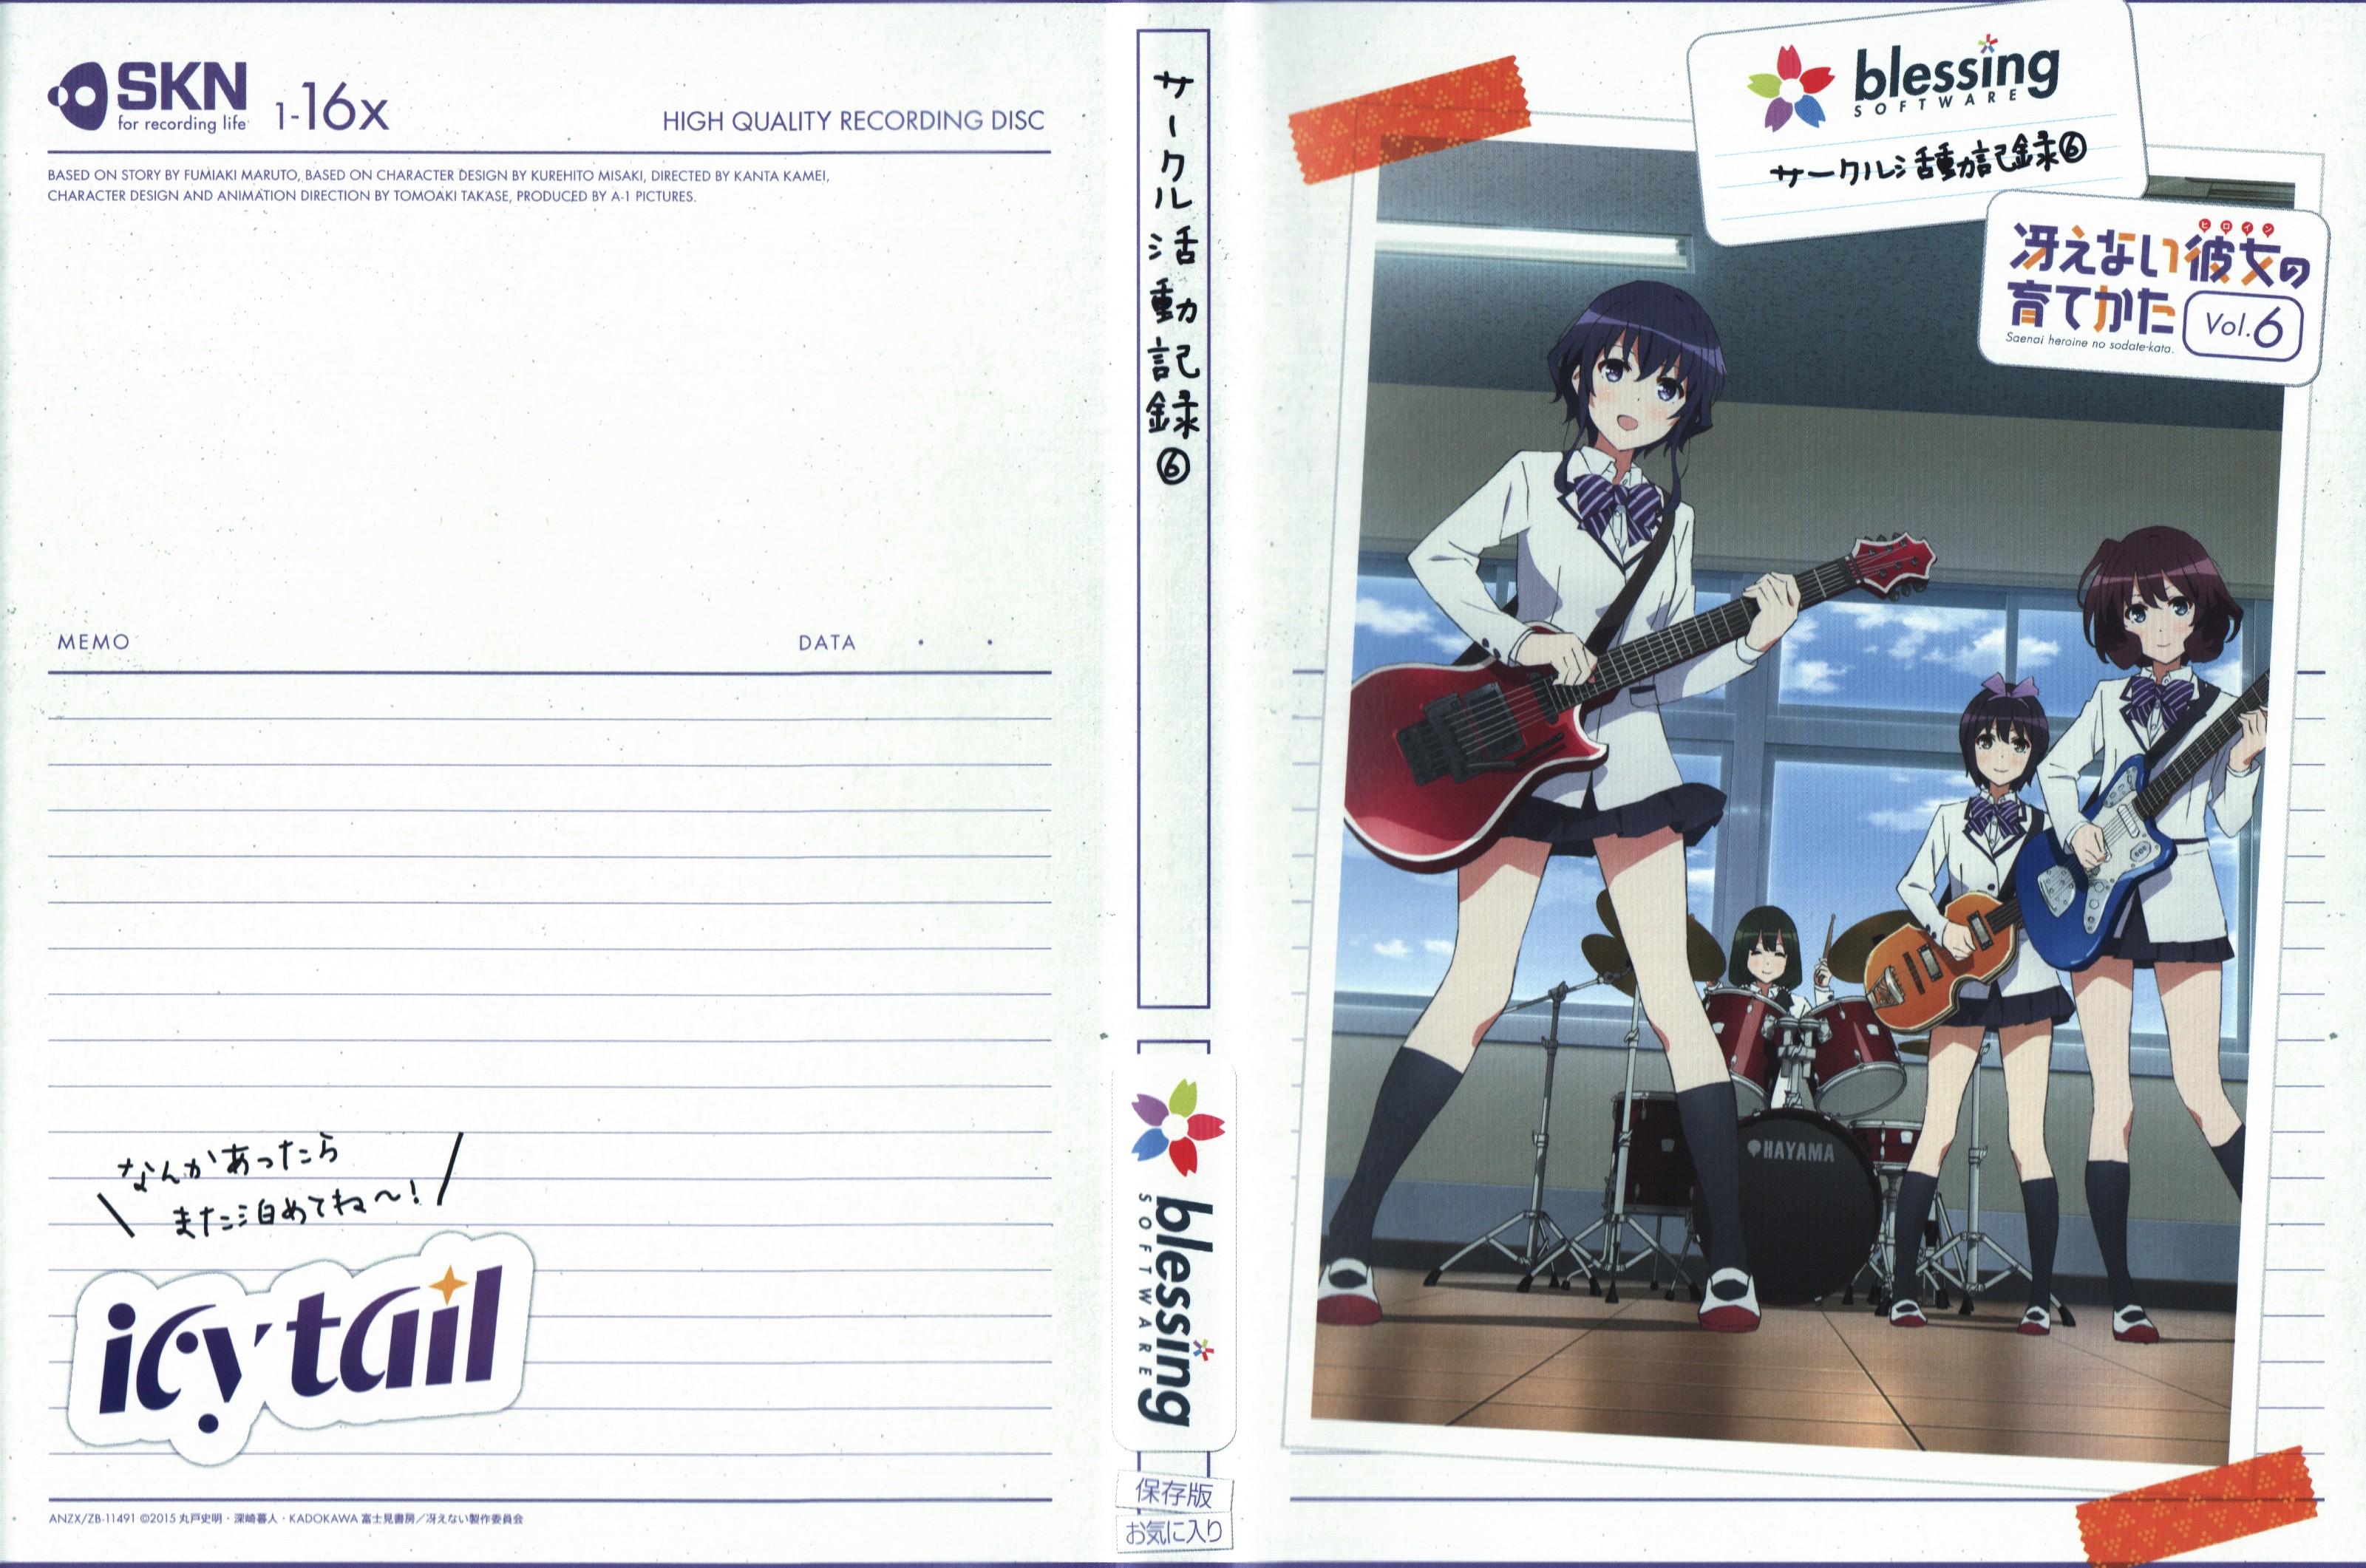 SKN
for recording life
1-16x
HIGH QUALITY RECORDING DISC
BASED ON STORY BY FUMIAKI MARUTO, BASED ON CHARACTER DESIGN BY KUREHITO MISAKI, DIRECTED BY KANTA KAMEI,
CHARACTER DESIGN AND ANIMATION DIRECTION BY TOMOAKI TAKASE, PRODUCED BY A-1 PICTURES.
MEMO
DATA ・ ・
なんかあったら
また泊めてね〜!
icy tail
ANZX/ZB-11491 ©2015 丸戸史明・深崎暮人・KADOKAWA 富士見書房/冴えない製作委員会
サークル活動記録⑥
blessing
SOFTWARE
保存版
お気に入り
blessing
SOFTWARE
サークル活動記録⑥
ヒロイン
冴えない彼女の
育てかた
Vol.6
Saenai heroine no sodate-kata.
HAYAMA